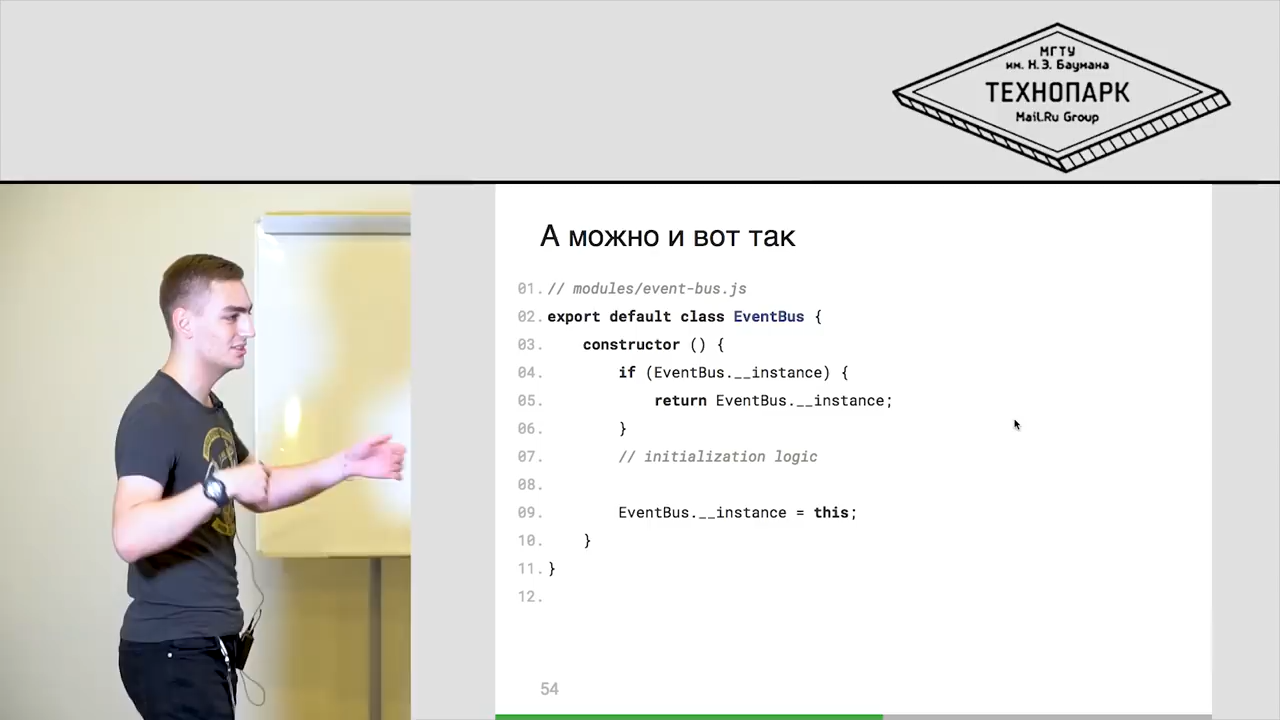 МГТУ
им. Н.Э. Баумана
ТЕХНОПАРК
Mail.Ru Group
А можно и вот так
01. // modules/event-bus.js
02. export default class EventBus {
03. constructor () {
04. if (EventBus.__instance) {
05. return EventBus.__instance;
06. }
07. // initialization logic
08.
09. EventBus.__instance = this;
10. }
11. }
12.
54